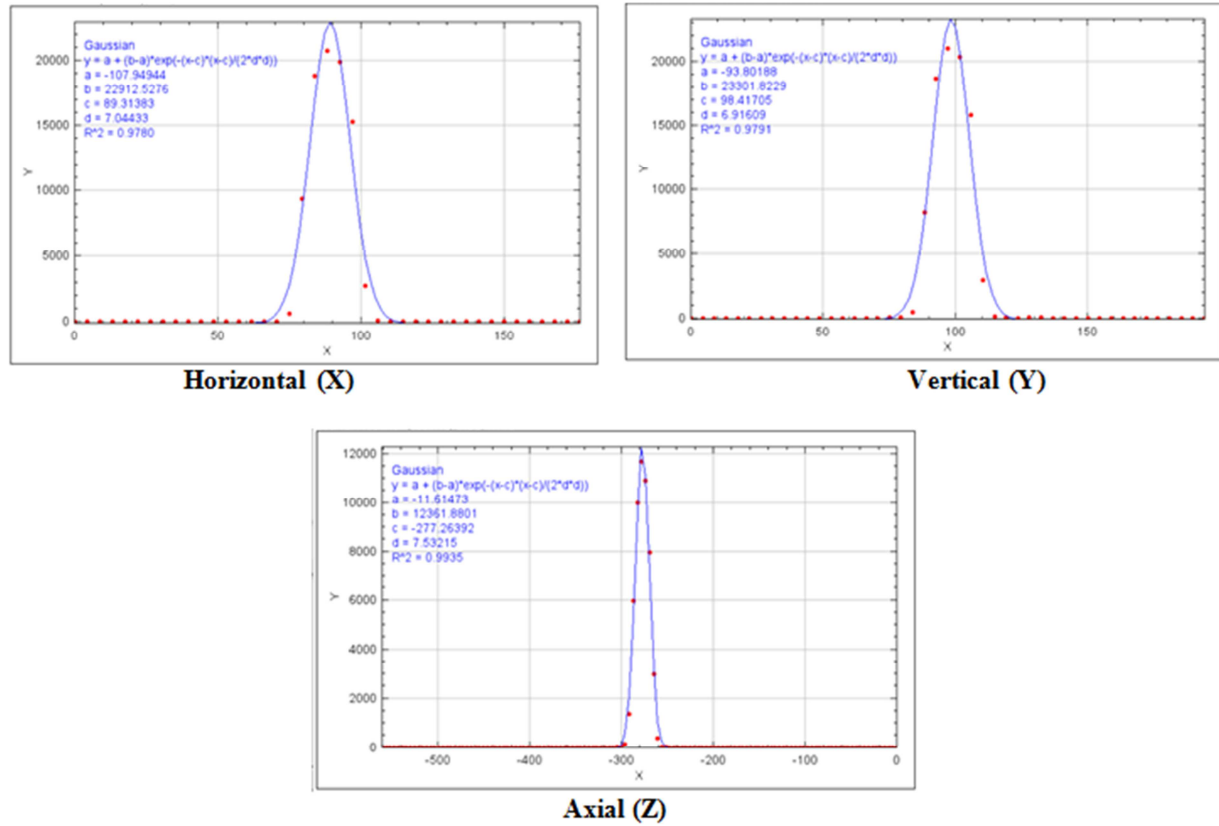 Gaussian
y = a + (b-a)*exp(-(x-c)*(x-c)/(2*d*d))
a = -107.94944
b = 22912.5276
c = 89.31383
d = 7.04433
R^2 = 0.9780
20000
15000
10000
5000
0
Y
0 50 100 150
X
Horizontal (X)
Gaussian
y = a + (b-a)*exp(-(x-c)*(x-c)/(2*d*d))
a = -93.80188
b = 23301.8229
c = 98.41705
d = 6.91609
R^2 = 0.9791
20000
15000
10000
5000
0
Y
0 50 100 150
X
Vertical (Y)
Gaussian
y = a + (b-a)*exp(-(x-c)*(x-c)/(2*d*d))
a = -11.61473
b = 12361.8801
c = -277.26392
d = 7.53215
R^2 = 0.9935
12000
10000
8000
6000
4000
2000
0
Y
-500 -400 -300 -200 -100 0
X
Axial (Z)